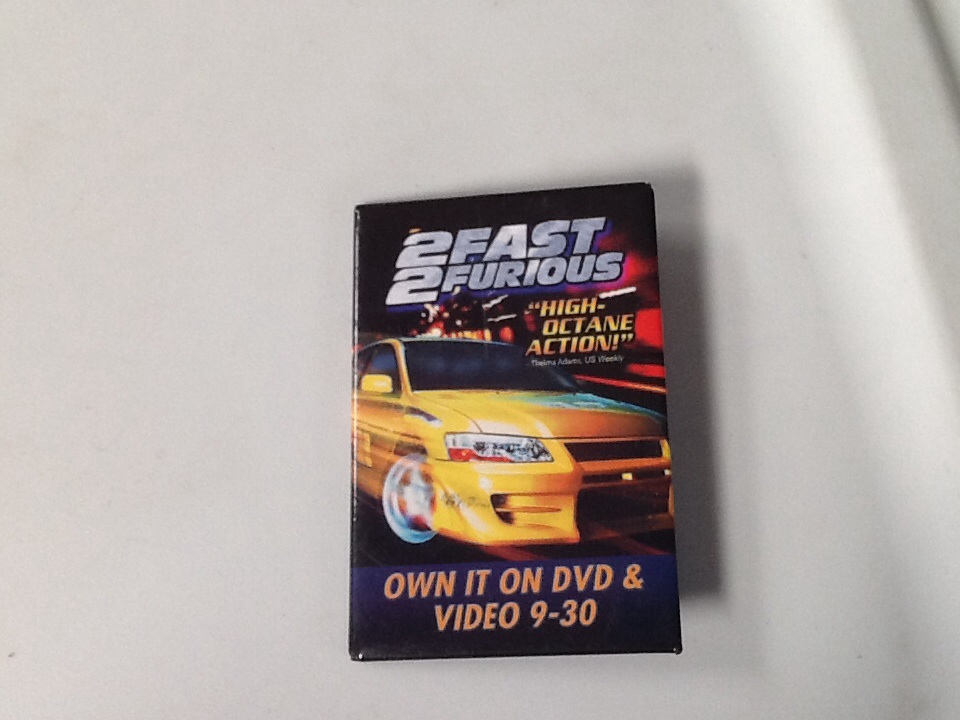 2FAST
2FURIOUS
"HIGH-
OCTANE
ACTION!"
Thelma Adams, US Weekly
OWN IT ON DVD &
VIDEO 9-30